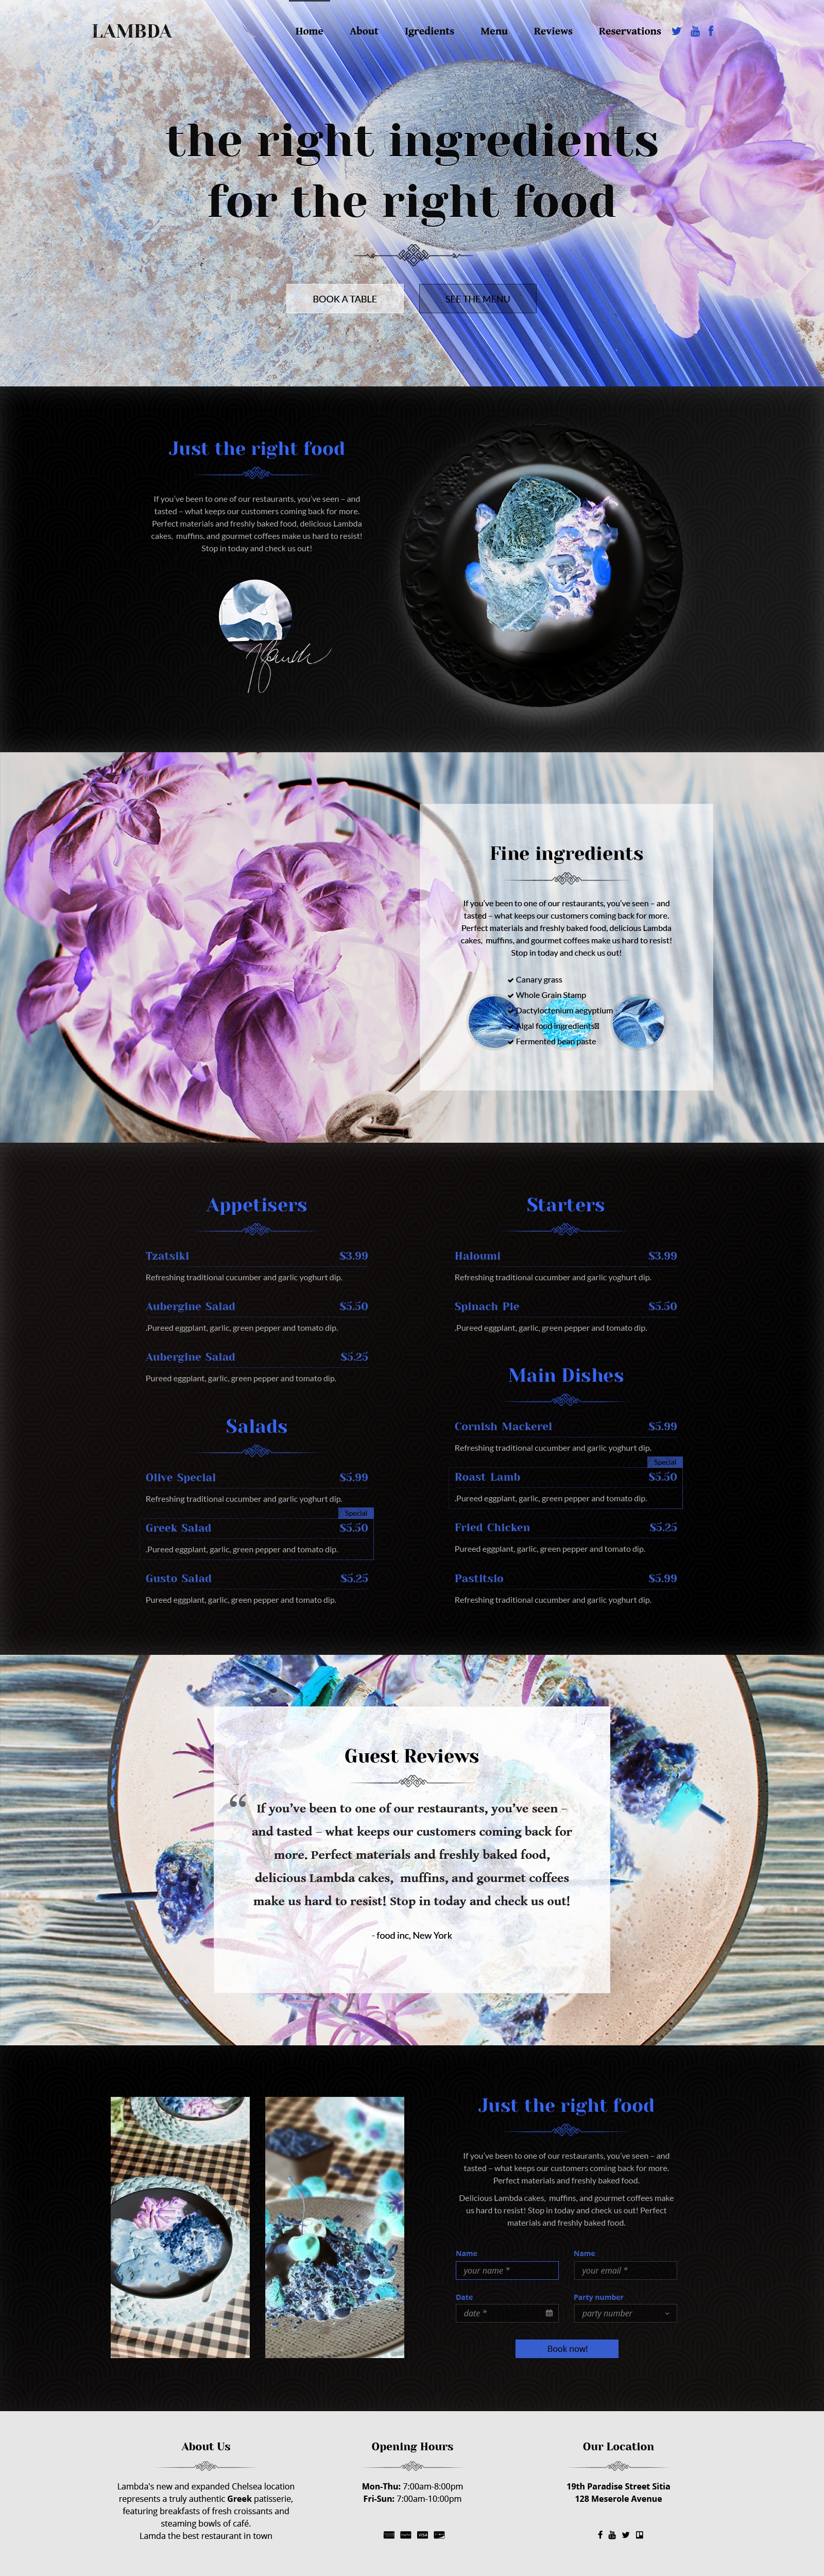 LAMBDA
Home About Igredients Menu Reviews Reservations
the right ingredients
for the right food
BOOK A TABLE SEE THE MENU
Just the right food
If you've been to one of our restaurants, you've seen – and
tasted – what keeps our customers coming back for more.
Perfect materials and freshly baked food, delicious Lambda
cakes, muffins, and gourmet coffees make us hard to resist!
Stop in today and check us out!
Fine ingredients
If you've been to one of our restaurants, you've seen – and
tasted – what keeps our customers coming back for more.
Perfect materials and freshly baked food, delicious Lambda
cakes, muffins, and gourmet coffees make us hard to resist!
Stop in today and check us out!
Canary grass
Whole Grain Stamp
Dactyloctenium aegyptium
Algal food ingredients
Fermented bean paste
Appetisers
Tzatsiki $3.99
Refreshing traditional cucumber and garlic yoghurt dip.
Aubergine Salad $5.50
.Pureed eggplant, garlic, green pepper and tomato dip.
Aubergine Salad $5.25
Pureed eggplant, garlic, green pepper and tomato dip.
Salads
Olive Special $5.99
Refreshing traditional cucumber and garlic yoghurt dip.
Special
Greek Salad $5.50
.Pureed eggplant, garlic, green pepper and tomato dip.
Gusto Salad $5.25
Pureed eggplant, garlic, green pepper and tomato dip.
Starters
Haloumi $3.99
Refreshing traditional cucumber and garlic yoghurt dip.
Spinach Pie $5.50
.Pureed eggplant, garlic, green pepper and tomato dip.
Main Dishes
Cornish Mackerel $5.99
Refreshing traditional cucumber and garlic yoghurt dip.
Special
Roast Lamb $5.50
.Pureed eggplant, garlic, green pepper and tomato dip.
Fried Chicken $5.25
Pureed eggplant, garlic, green pepper and tomato dip.
Pastitsio $5.99
Refreshing traditional cucumber and garlic yoghurt dip.
Guest Reviews
“ If you've been to one of our restaurants, you've seen –
and tasted – what keeps our customers coming back for
more. Perfect materials and freshly baked food,
delicious Lambda cakes, muffins, and gourmet coffees
make us hard to resist! Stop in today and check us out!
- food inc, New York
Just the right food
If you've been to one of our restaurants, you've seen – and
tasted – what keeps our customers coming back for more.
Perfect materials and freshly baked food.
Delicious Lambda cakes, muffins, and gourmet coffees make
us hard to resist! Stop in today and check us out! Perfect
materials and freshly baked food.
Name Name
your name * your email *
Date Party number
date * party number
Book now!
About Us
Lambda's new and expanded Chelsea location
represents a truly authentic Greek patisserie,
featuring breakfasts of fresh croissants and
steaming bowls of café.
Lamda the best restaurant in town
Opening Hours
Mon-Thu: 7:00am-8:00pm
Fri-Sun: 7:00am-10:00pm
Our Location
19th Paradise Street Sitia
128 Meserole Avenue